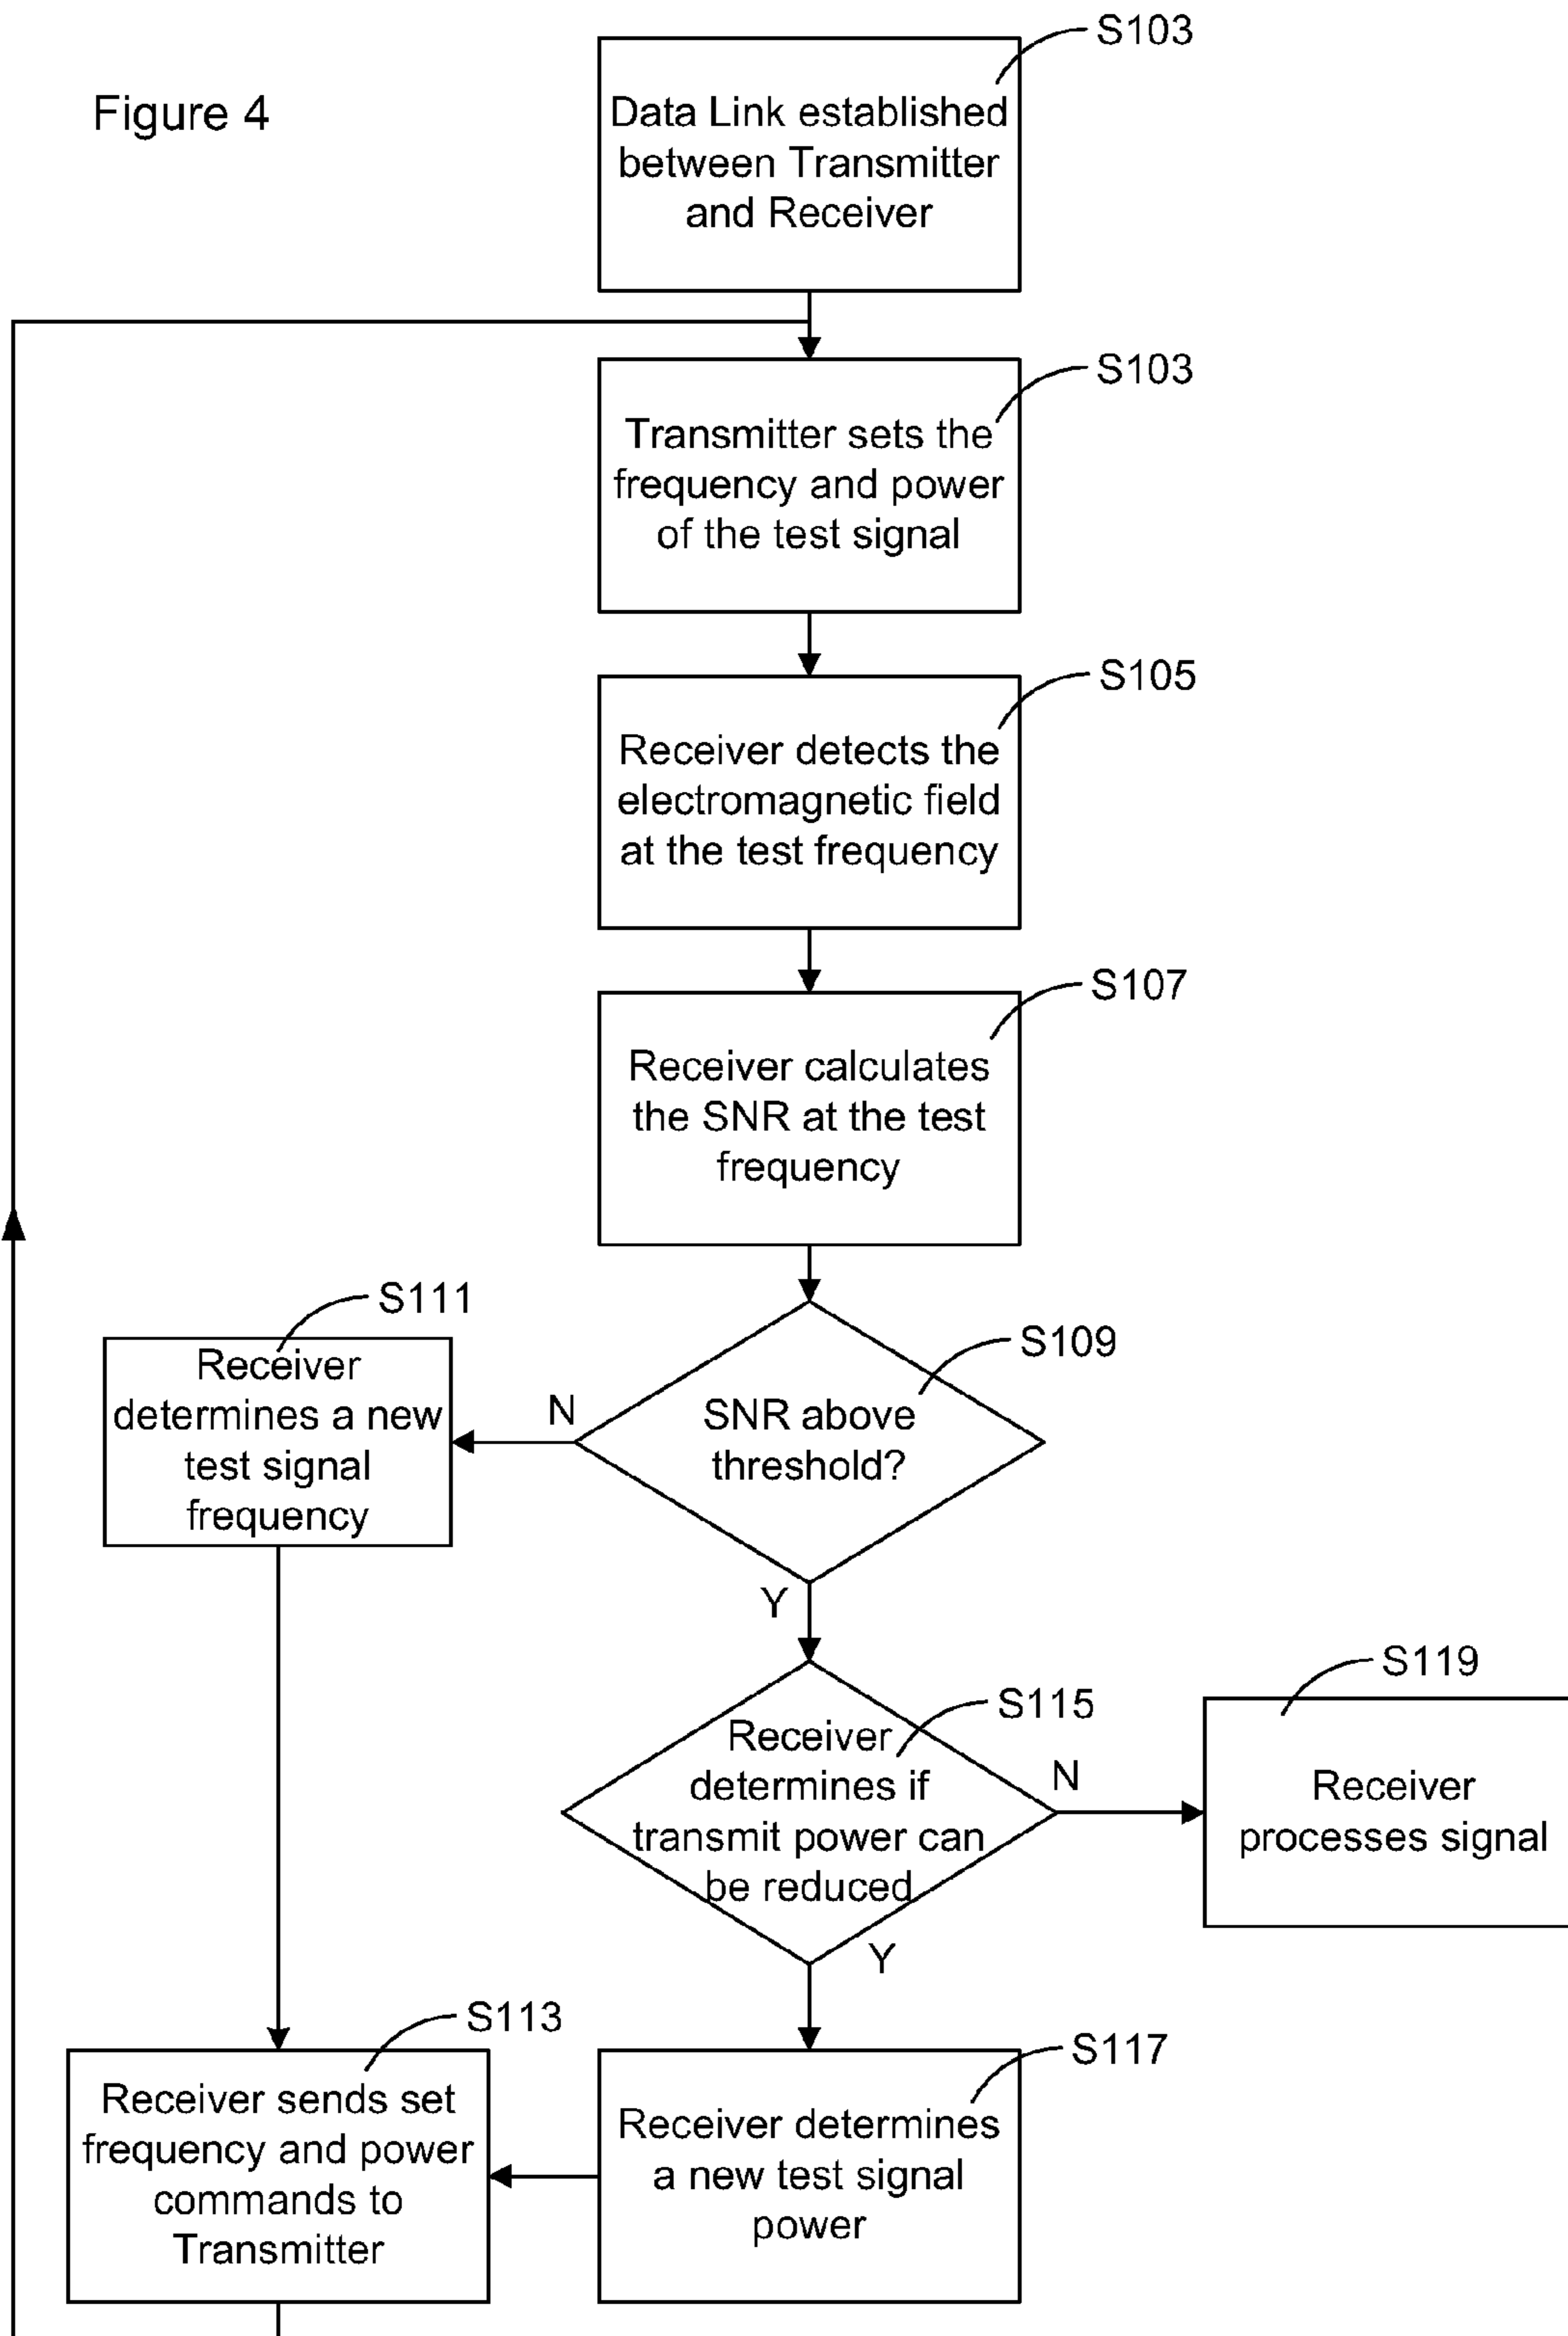 Figure 4
S103
Data Link established
between Transmitter
and Receiver
S103
Transmitter sets the
frequency and power
of the test signal
S105
Receiver detects the
electromagnetic field
at the test frequency
S107
Receiver calculates
the SNR at the test
frequency
S111
Receiver
determines a new
test signal
frequency
N
S109
SNR above
threshold?
Y
S115
Receiver
determines if
transmit power can
be reduced
N
S119
Receiver
processes signal
Y
S113
Receiver sends set
frequency and power
commands to
Transmitter
S117
Receiver determines
a new test signal
power